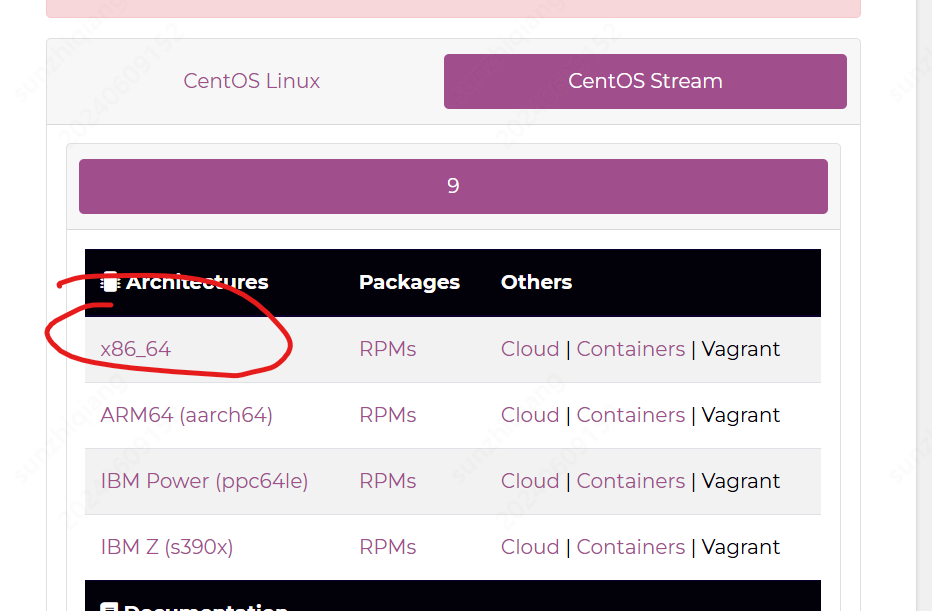 CentOS Linux CentOS Stream
9
Architectures Packages Others
x86_64 RPMs Cloud | Containers | Vagrant
ARM64 (aarch64) RPMs Cloud | Containers | Vagrant
IBM Power (ppc64le) RPMs Cloud | Containers | Vagrant
IBM Z (s390x) RPMs Cloud | Containers | Vagrant
Documentation